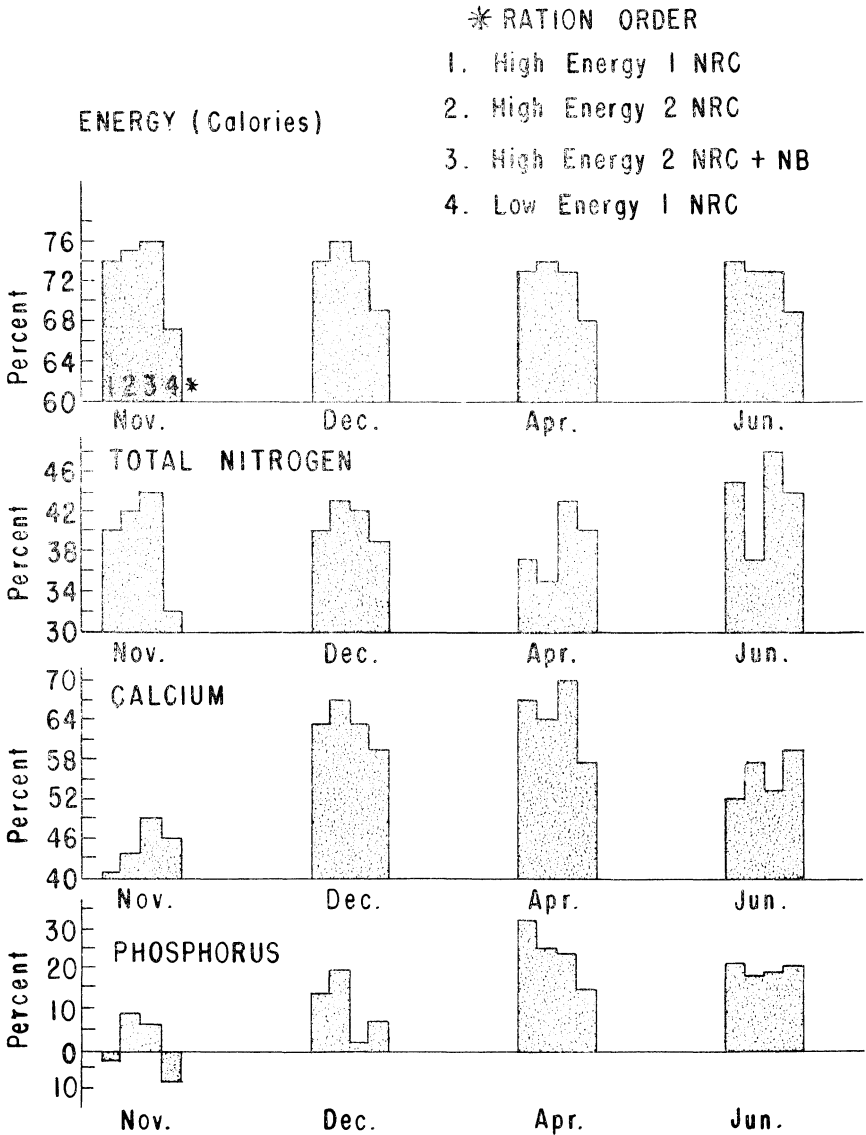 * RATION ORDER
1. High Energy 1 NRC
2. High Energy 2 NRC
3. High Energy 2 NRC + NB
4. Low Energy 1 NRC
ENERGY (Calories)
Percent
76
72
68
64
60
1 2 3 4 *
Nov. Dec. Apr. Jun.
TOTAL NITROGEN
Percent
46
42
38
34
30
Nov. Dec. Apr. Jun.
CALCIUM
Percent
70
64
58
52
46
40
Nov. Dec. Apr. Jun.
PHOSPHORUS
Percent
30
20
10
0
10
Nov. Dec. Apr. Jun.